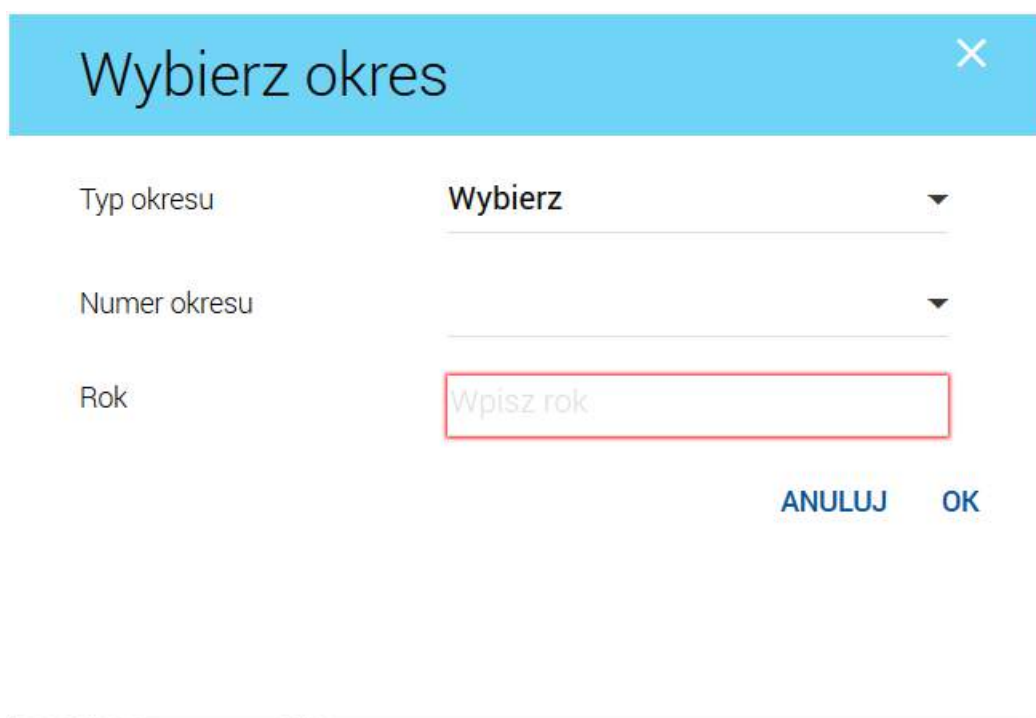 Wybierz okres
Typ okresu Wybierz
Numer okresu
Rok Wpisz rok
ANULUJ OK